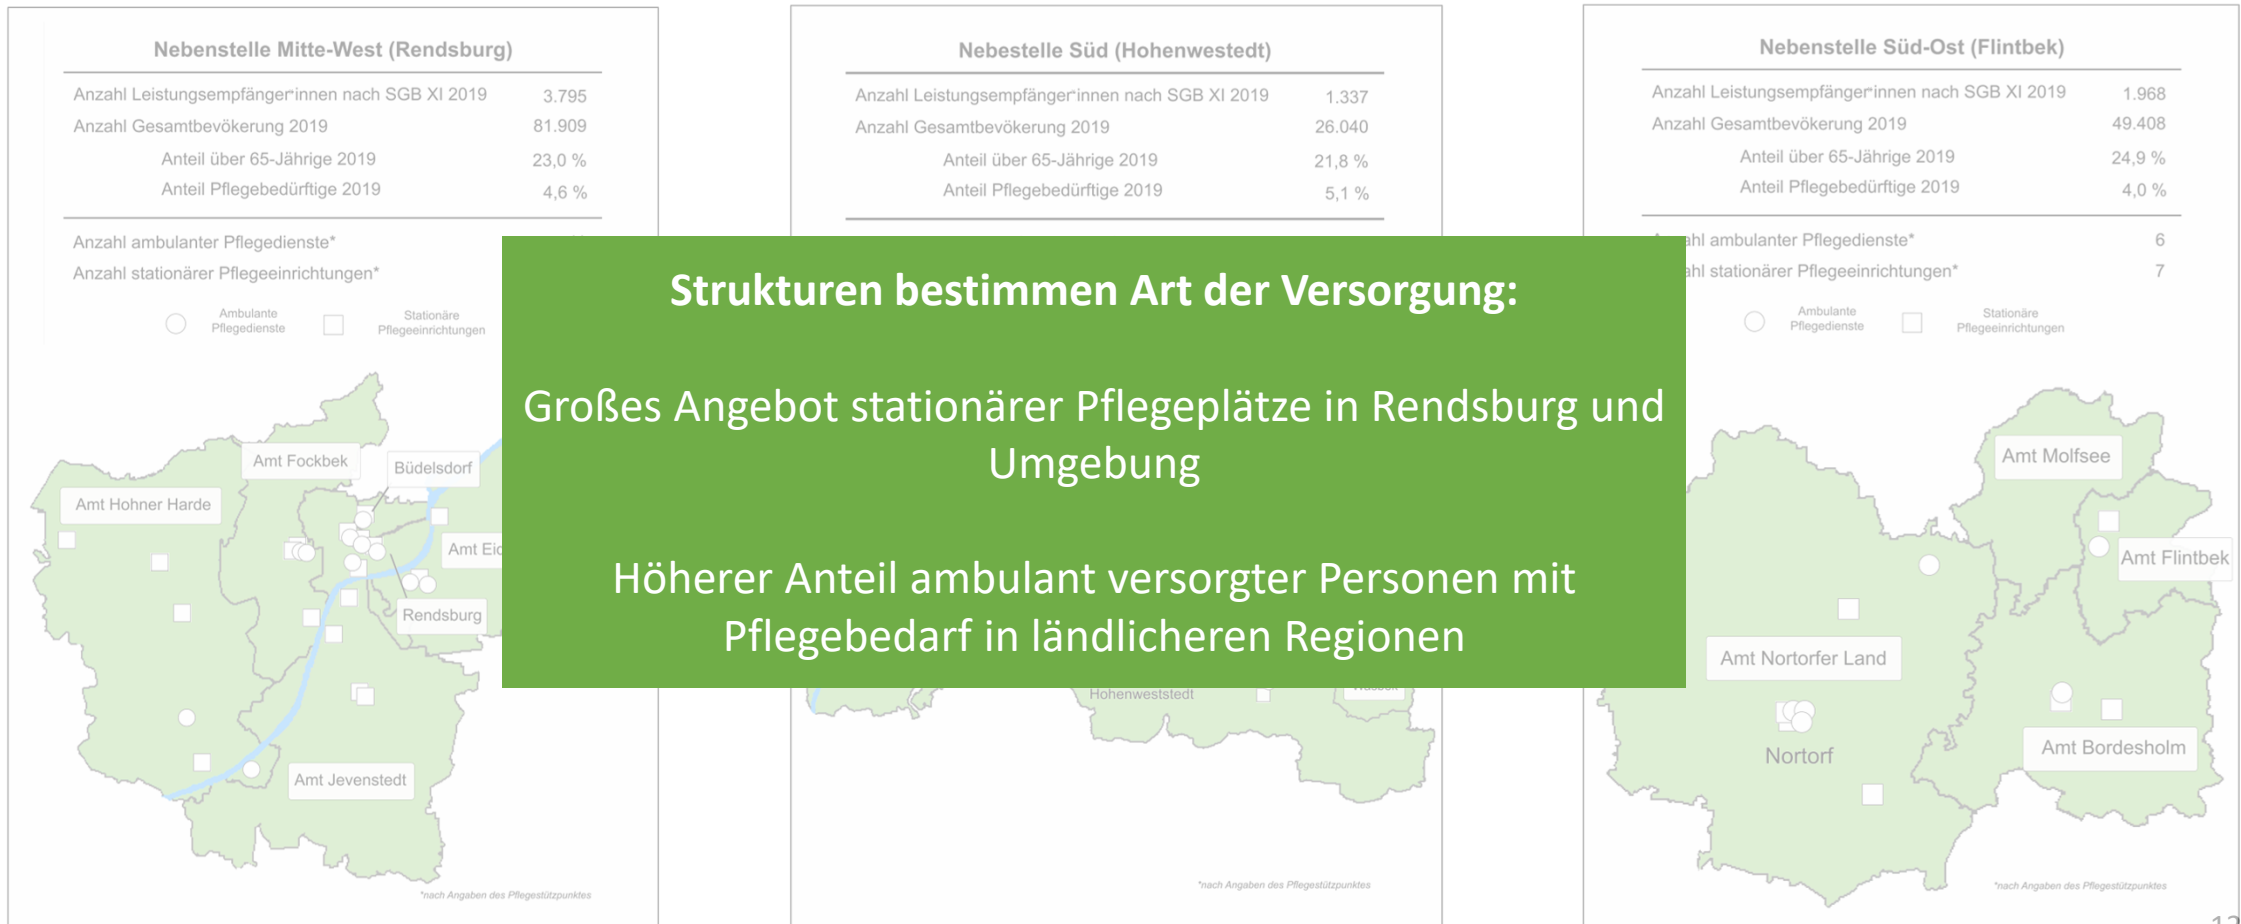 Nebenstelle Mitte-West (Rendsburg)
Anzahl Leistungsempfänger*innen nach SGB XI 2019 3.795
Anzahl Gesamtbevökerung 2019 81.909
Anteil über 65-Jährige 2019 23,0 %
Anteil Pflegebedürftige 2019 4,6 %
Anzahl ambulanter Pflegedienste*
Anzahl stationärer Pflegeeinrichtungen*
Ambulante
Pflegedienste
Stationäre
Pflegeeinrichtungen
Amt Fockbek
Büdelsdorf
Amt Hohner Harde
Amt
Rendsburg
Amt Jevenstedt
*nach Angaben des Pflegestützpunktes
Nebestelle Süd (Hohenwestedt)
Anzahl Leistungsempfänger*innen nach SGB XI 2019 1.337
Anzahl Gesamtbevökerung 2019 26.040
Anteil über 65-Jährige 2019 21,8 %
Anteil Pflegebedürftige 2019 5,1 %
Strukturen bestimmen Art der Versorgung:
Großes Angebot stationärer Pflegeplätze in Rendsburg und
Umgebung
Höherer Anteil ambulant versorgter Personen mit
Pflegebedarf in ländlicheren Regionen
Hohenweststedt
*nach Angaben des Pflegestützpunktes
Nebenstelle Süd-Ost (Flintbek)
Anzahl Leistungsempfänger*innen nach SGB XI 2019 1.968
Anzahl Gesamtbevökerung 2019 49.408
Anteil über 65-Jährige 2019 24,9 %
Anteil Pflegebedürftige 2019 4,0 %
ambulanter Pflegedienste* 6
stationärer Pflegeeinrichtungen* 7
Ambulante
Pflegedienste
Stationäre
Pflegeeinrichtungen
Amt Molfsee
Amt Flintbek
Amt Nortorfer Land
Amt Bordesholm
Nortorf
*nach Angaben des Pflegestützpunktes